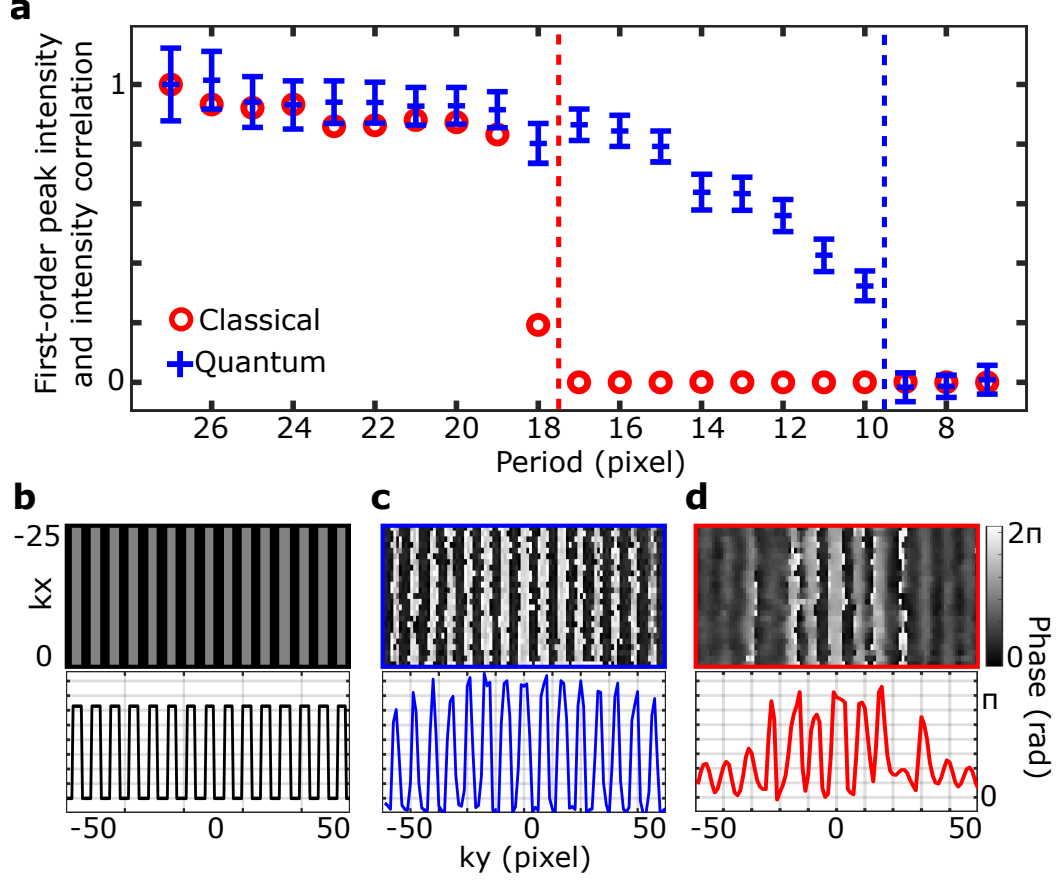 a
First-order peak intensity
and intensity correlation
1
0
Classical
Quantum
26 24 22 20 18 16 14 12 10 8
Period (pixel)
b c d
-25
kx
0
2Π
0
Phase (rad)
Π
0
-50 0 50 -50 0 50 -50 0 50
ky (pixel)